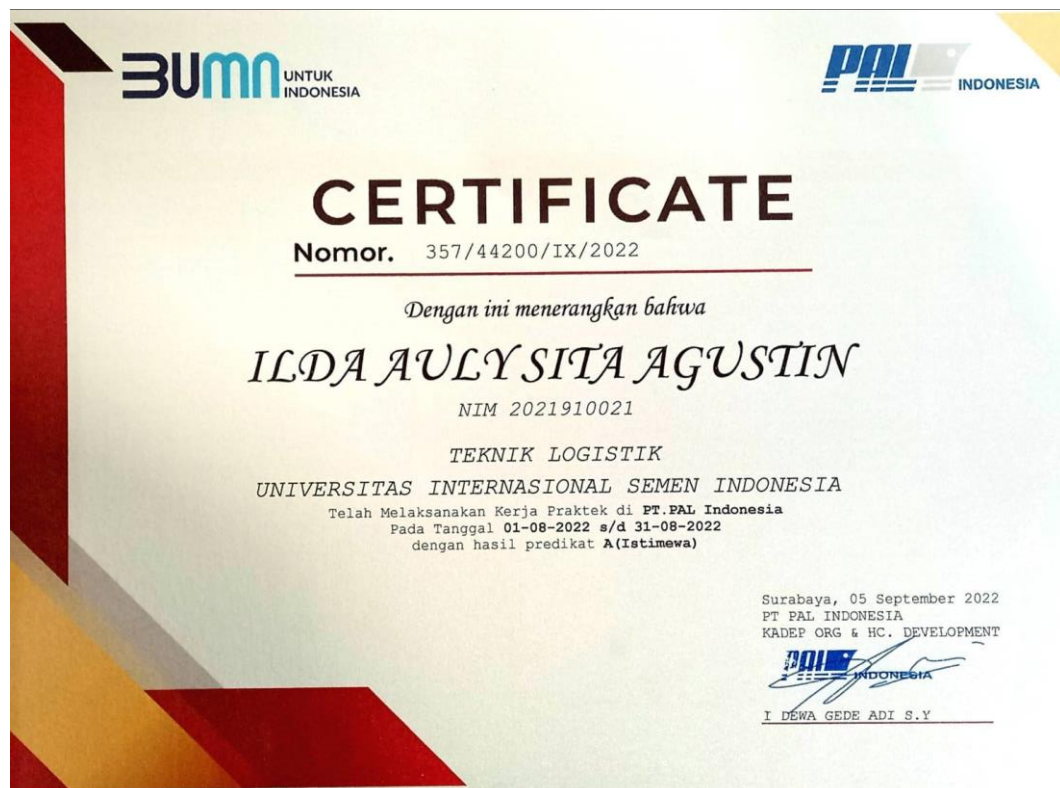 BUMN UNTUK
INDONESIA
PAL INDONESIA
CERTIFICATE
Nomor. 357/44200/IX/2022
Dengan ini menerangkan bahwa
ILDA AULY SITA AGUSTIN
NIM 2021910021
TEKNIK LOGISTIK
UNIVERSITAS INTERNASIONAL SEMEN INDONESIA
Telah Melaksanakan Kerja Praktek di PT.PAL Indonesia
Pada Tanggal 01-08-2022 s/d 31-08-2022
dengan hasil predikat A(Istimewa)
Surabaya, 05 September 2022
PT PAL INDONESIA
KADEP ORG & HC. DEVELOPMENT
PAL INDONESIA
I DEWA GEDE ADI S.Y